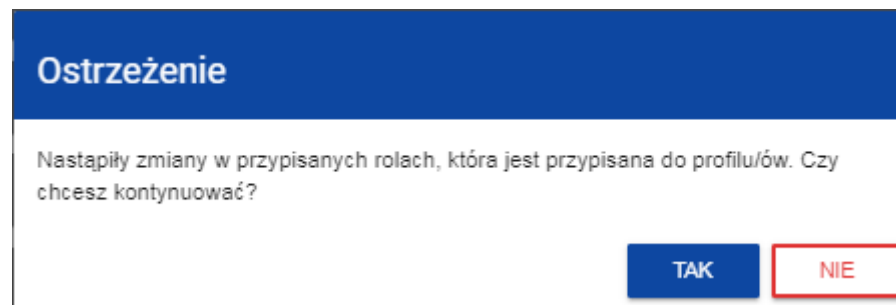 Ostrzeżenie
Nastąpiły zmiany w przypisanych rolach, która jest przypisana do profilu/ów. Czy
chcesz kontynuować?
TAK NIE